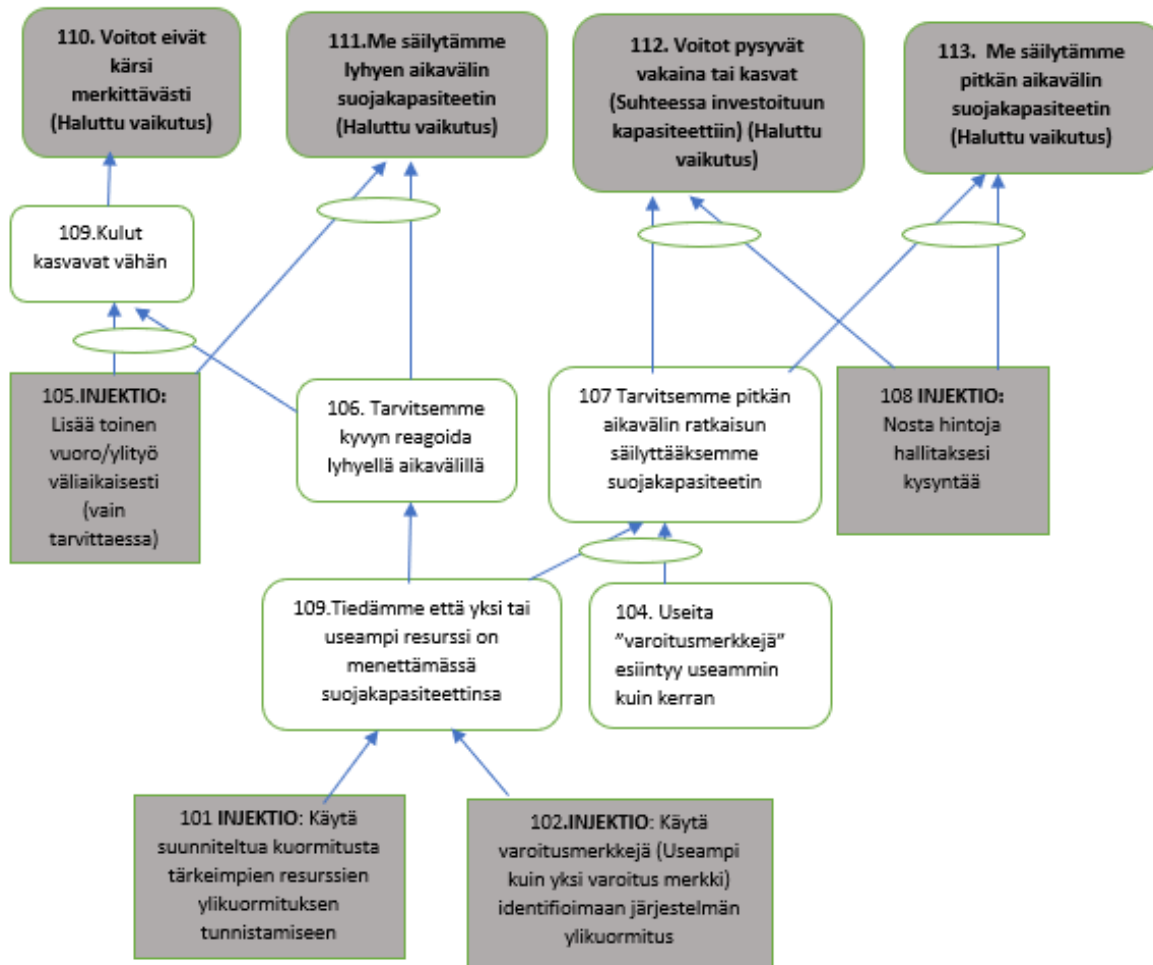 110. Voitot eivät
kärsi
merkittävästi
(Haluttu vaikutus)
111.Me säilytämme
lyhyen aikavälin
suojakapasiteetin
(Haluttu vaikutus)
112. Voitot pysyvät
vakaina tai kasvat
(Suhteessa investoituun
kapasiteettiin) (Haluttu
vaikutus)
113. Me säilytämme
pitkän aikavälin
suojakapasiteetin
(Haluttu vaikutus)
109.Kulut
kasvavat vähän
105.INJEKTIO:
Lisää toinen
vuoro/ylityö
väliaikaisesti
(vain
tarvittaessa)
106. Tarvitsemme
kyvyn reagoida
lyhyellä aikavälillä
107 Tarvitsemme pitkän
aikavälin ratkaisun
säilyttääksemme
suojakapasiteetin
108 INJEKTIO:
Nosta hintoja
hallitaksesi
kysyntää
109.Tiedämme että yksi tai
useampi resurssi on
menettämässä
suojakapasiteettinsa
104. Useita
”varoitusmerkkejä”
esiintyy useammin
kuin kerran
101 INJEKTIO: Käytä
suunniteltua kuormitusta
tärkeimpien resurssien
ylikuormituksen
tunnistamiseen
102.INJEKTIO: Käytä
varoitusmerkkejä (Useampi
kuin yksi varoitus merkki)
identifioimaan järjestelmän
ylikuormitus